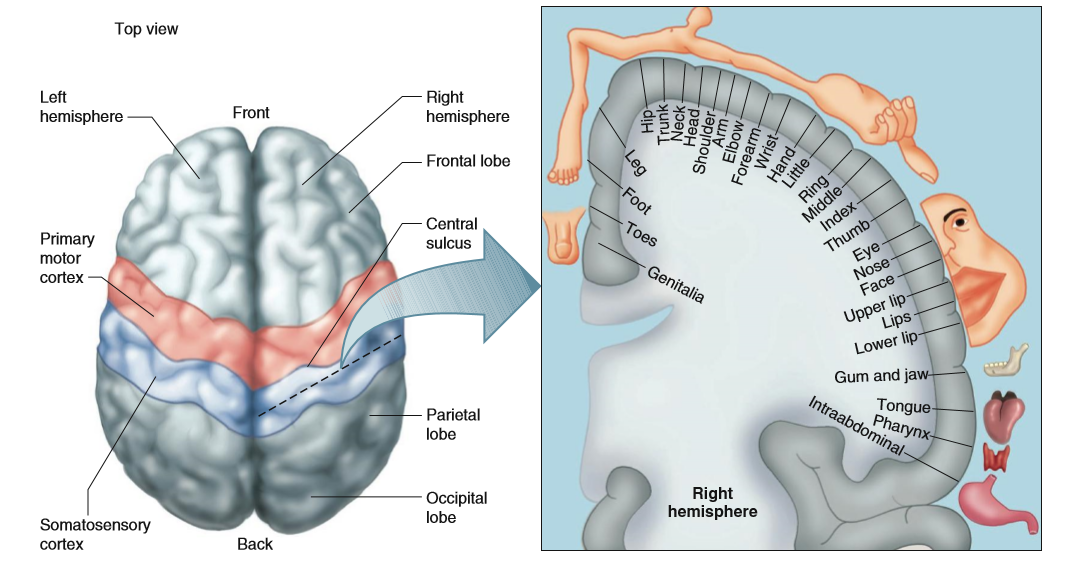 Top view
Left
hemisphere
Front
Right
hemisphere
Frontal lobe
Central
sulcus
Primary
motor
cortex
Parietal
lobe
Occipital
lobe
Somatosensory
cortex
Back
Hip
Trunk
Neck
Head
Shoulder
Arm
Elbow
Forearm
Wrist
Hand
Little
Ring
Middle
Index
Thumb
Eye
Nose
Face
Upper lip
Lips
Lower lip
Gum and jaw
Tongue
Pharynx
Intraabdominal
Leg
Foot
Toes
Genitalia
Right
hemisphere